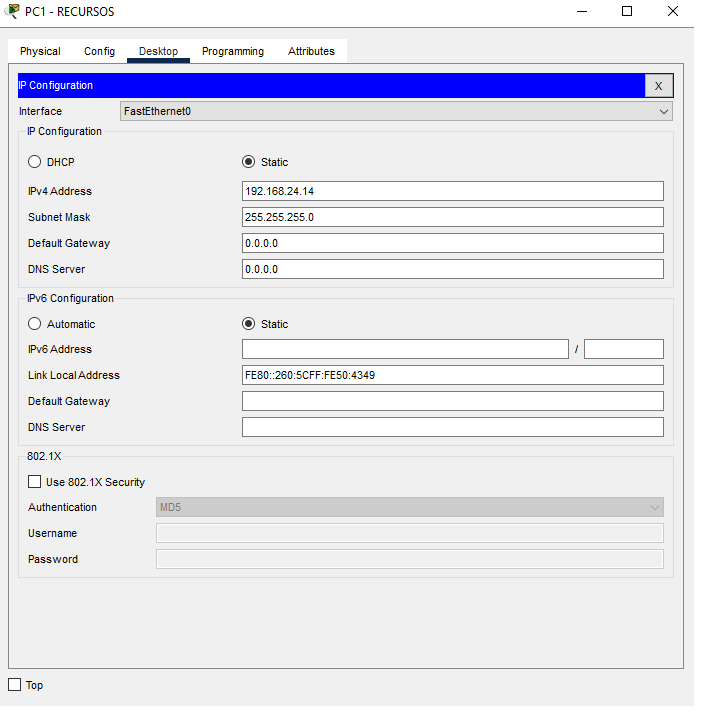 PC1 - RECURSOS
Physical Config Desktop Programming Attributes
IP Configuration X
Interface FastEthernet0
IP Configuration
DHCP Static
IPv4 Address 192.168.24.14
Subnet Mask 255.255.255.0
Default Gateway 0.0.0.0
DNS Server 0.0.0.0
IPv6 Configuration
Automatic Static
IPv6 Address /
Link Local Address FE80::260:5CFF:FE50:4349
Default Gateway
DNS Server
802.1X
Use 802.1X Security
Authentication MD5
Username
Password
Top